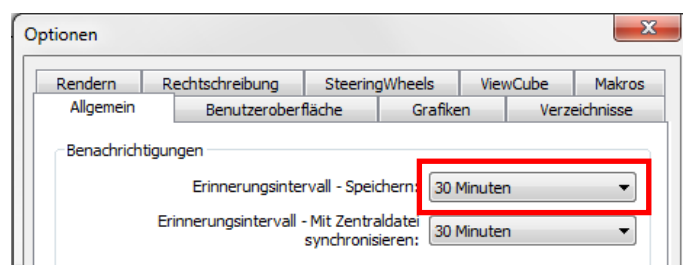 Optionen
Rendern Rechtschreibung SteeringWheels ViewCube Makros
Allgemein Benutzeroberfläche Grafiken Verzeichnisse
Benachrichtigungen
Erinnerungsintervall - Speichern: 30 Minuten
Erinnerungsintervall - Mit Zentraldatei
synchronisieren: 30 Minuten